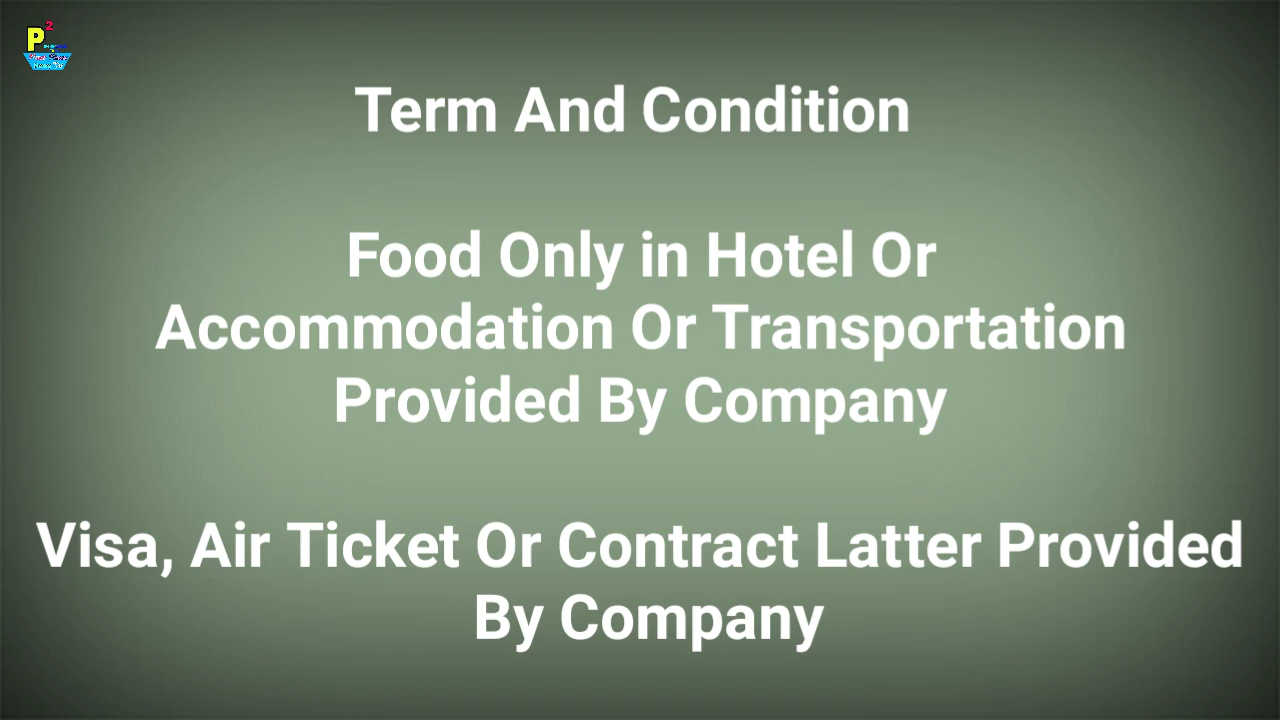 P2
Term And Condition
Food Only in Hotel Or
Accommodation Or Transportation
Provided By Company
Visa, Air Ticket Or Contract Latter Provided
By Company